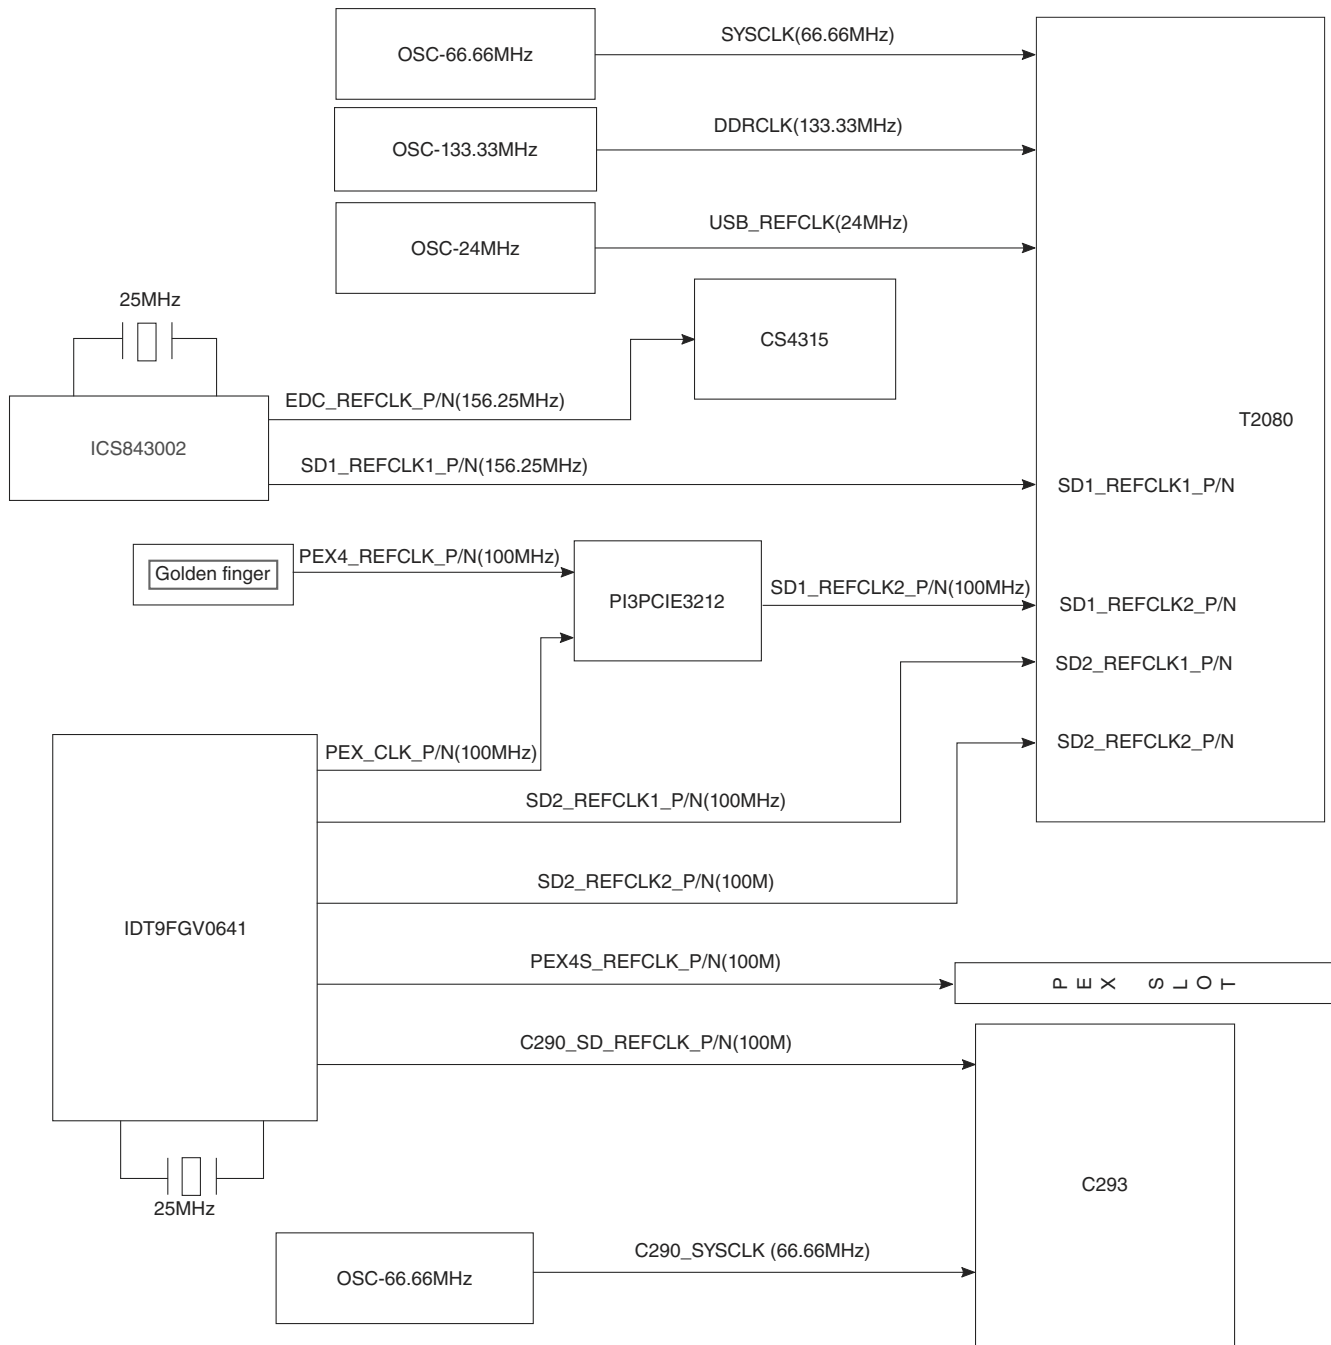 OSC-66.66MHz
SYSCLK(66.66MHz)
OSC-133.33MHz
DDRCLK(133.33MHz)
OSC-24MHz
USB_REFCLK(24MHz)
25MHz
CS4315
ICS843002
EDC_REFCLK_P/N(156.25MHz)
SD1_REFCLK1_P/N(156.25MHz)
T2080
SD1_REFCLK1_P/N
Golden finger
PEX4_REFCLK_P/N(100MHz)
PI3PCIE3212
SD1_REFCLK2_P/N(100MHz)
SD1_REFCLK2_P/N
SD2_REFCLK1_P/N
SD2_REFCLK2_P/N
PEX_CLK_P/N(100MHz)
SD2_REFCLK1_P/N(100MHz)
SD2_REFCLK2_P/N(100M)
IDT9FGV0641
PEX4S_REFCLK_P/N(100M)
PEX SLOT
C290_SD_REFCLK_P/N(100M)
C293
25MHz
OSC-66.66MHz
C290_SYSCLK (66.66MHz)